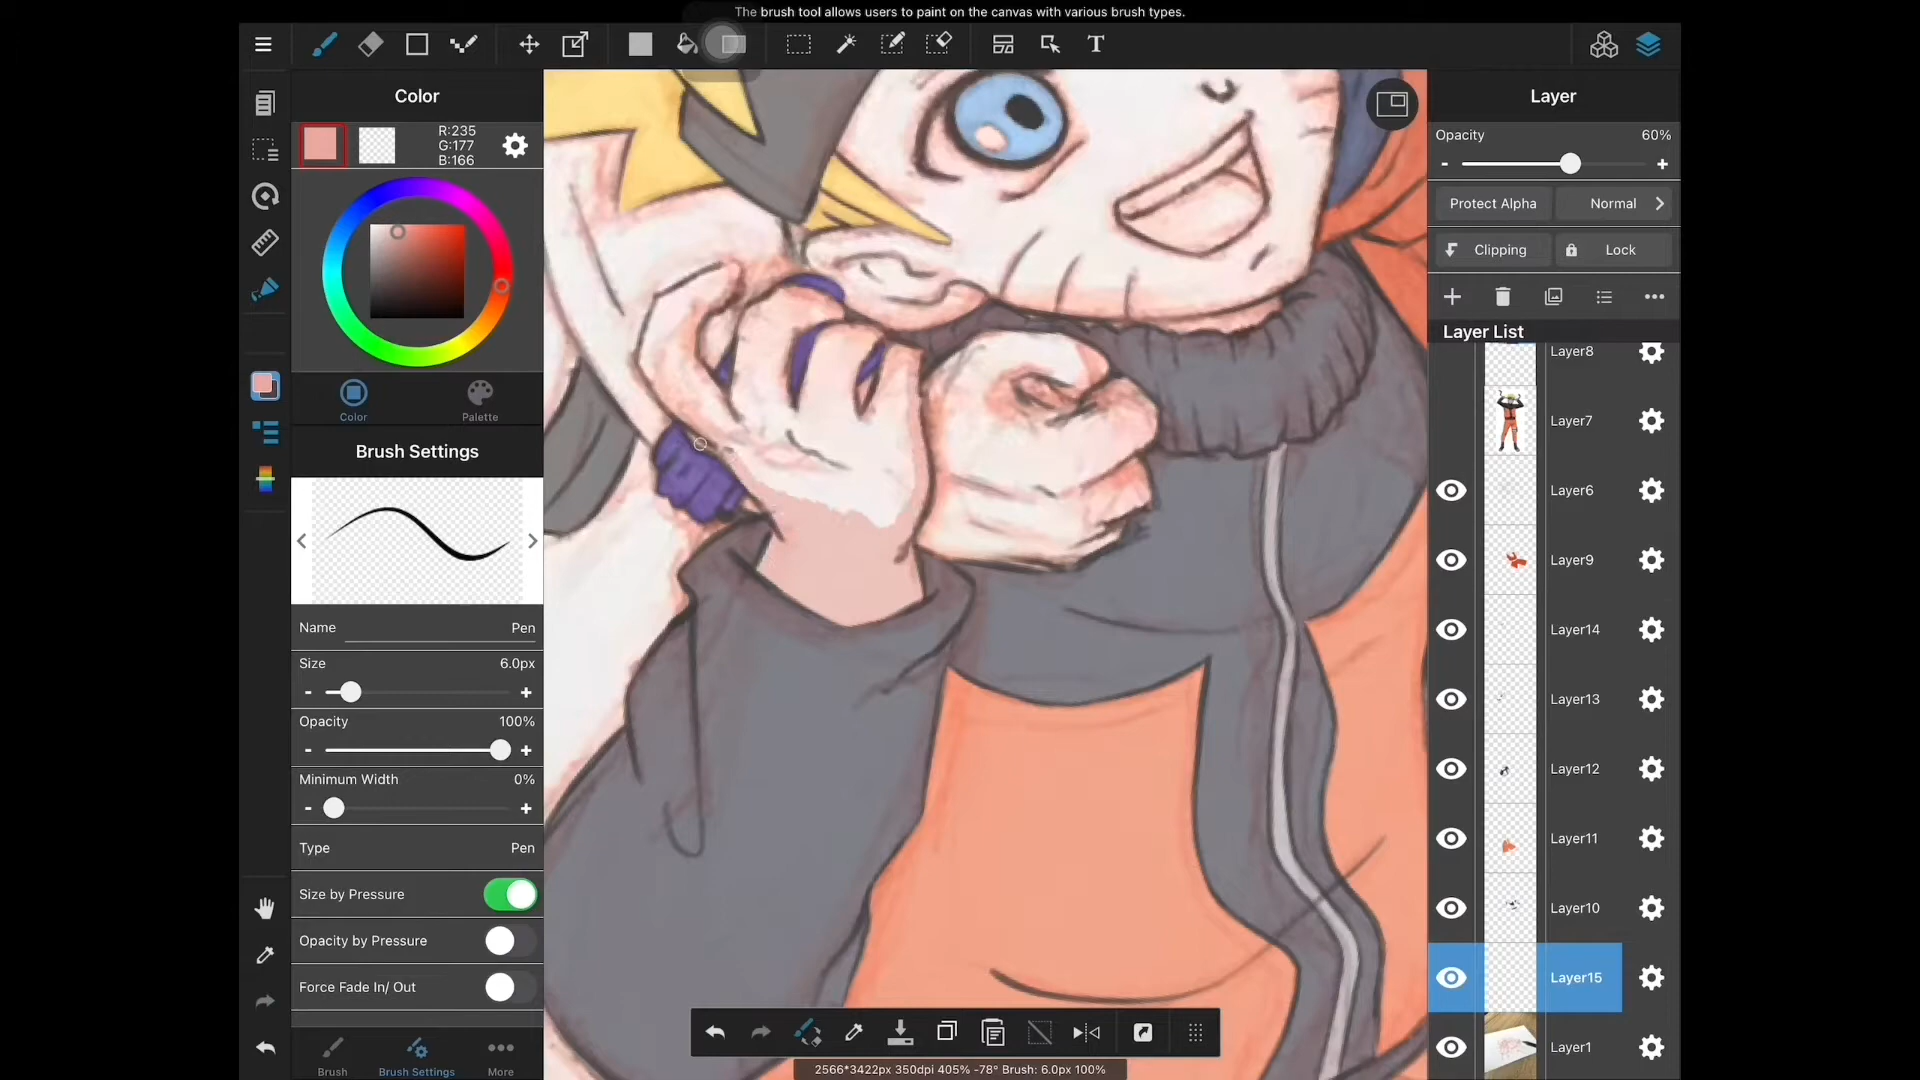 The brush tool allows users to paint on the canvas with various brush types.
T
Color
R:235
G:177
B:166
Color
Palette
Brush Settings
Name Pen
Size 6.0px
- +
Opacity 100%
- +
Minimum Width 0%
- +
Type Pen
Size by Pressure
Opacity by Pressure
Force Fade In/ Out
Brush
Brush Settings
More
2566*3422px 350dpi 405% -78° Brush: 6.0px 100%
Layer
Opacity 60%
- +
Protect Alpha
Normal
Clipping
Lock
Layer List
Layer8
Layer7
Layer6
Layer9
Layer14
Layer13
Layer12
Layer11
Layer10
Layer15
Layer1